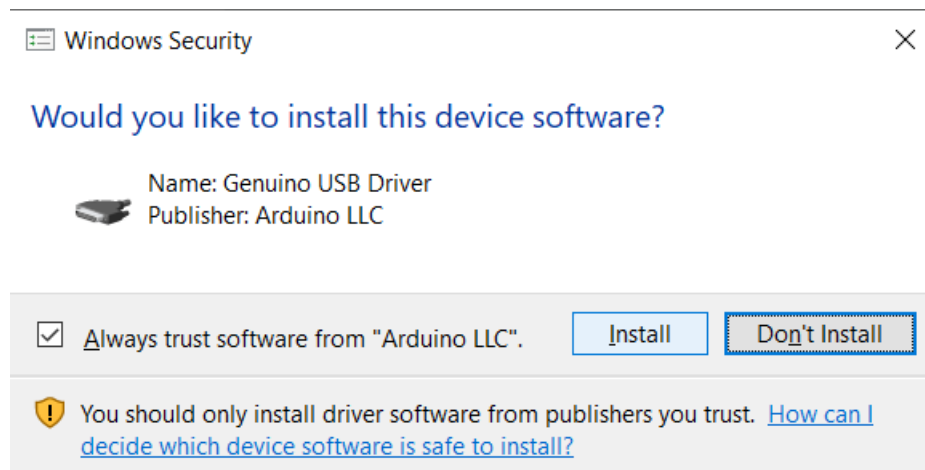 Windows Security
Would you like to install this device software?
Name: Genuino USB Driver
Publisher: Arduino LLC
Always trust software from "Arduino LLC".
Install
Don't Install
You should only install driver software from publishers you trust. How can I
decide which device software is safe to install?